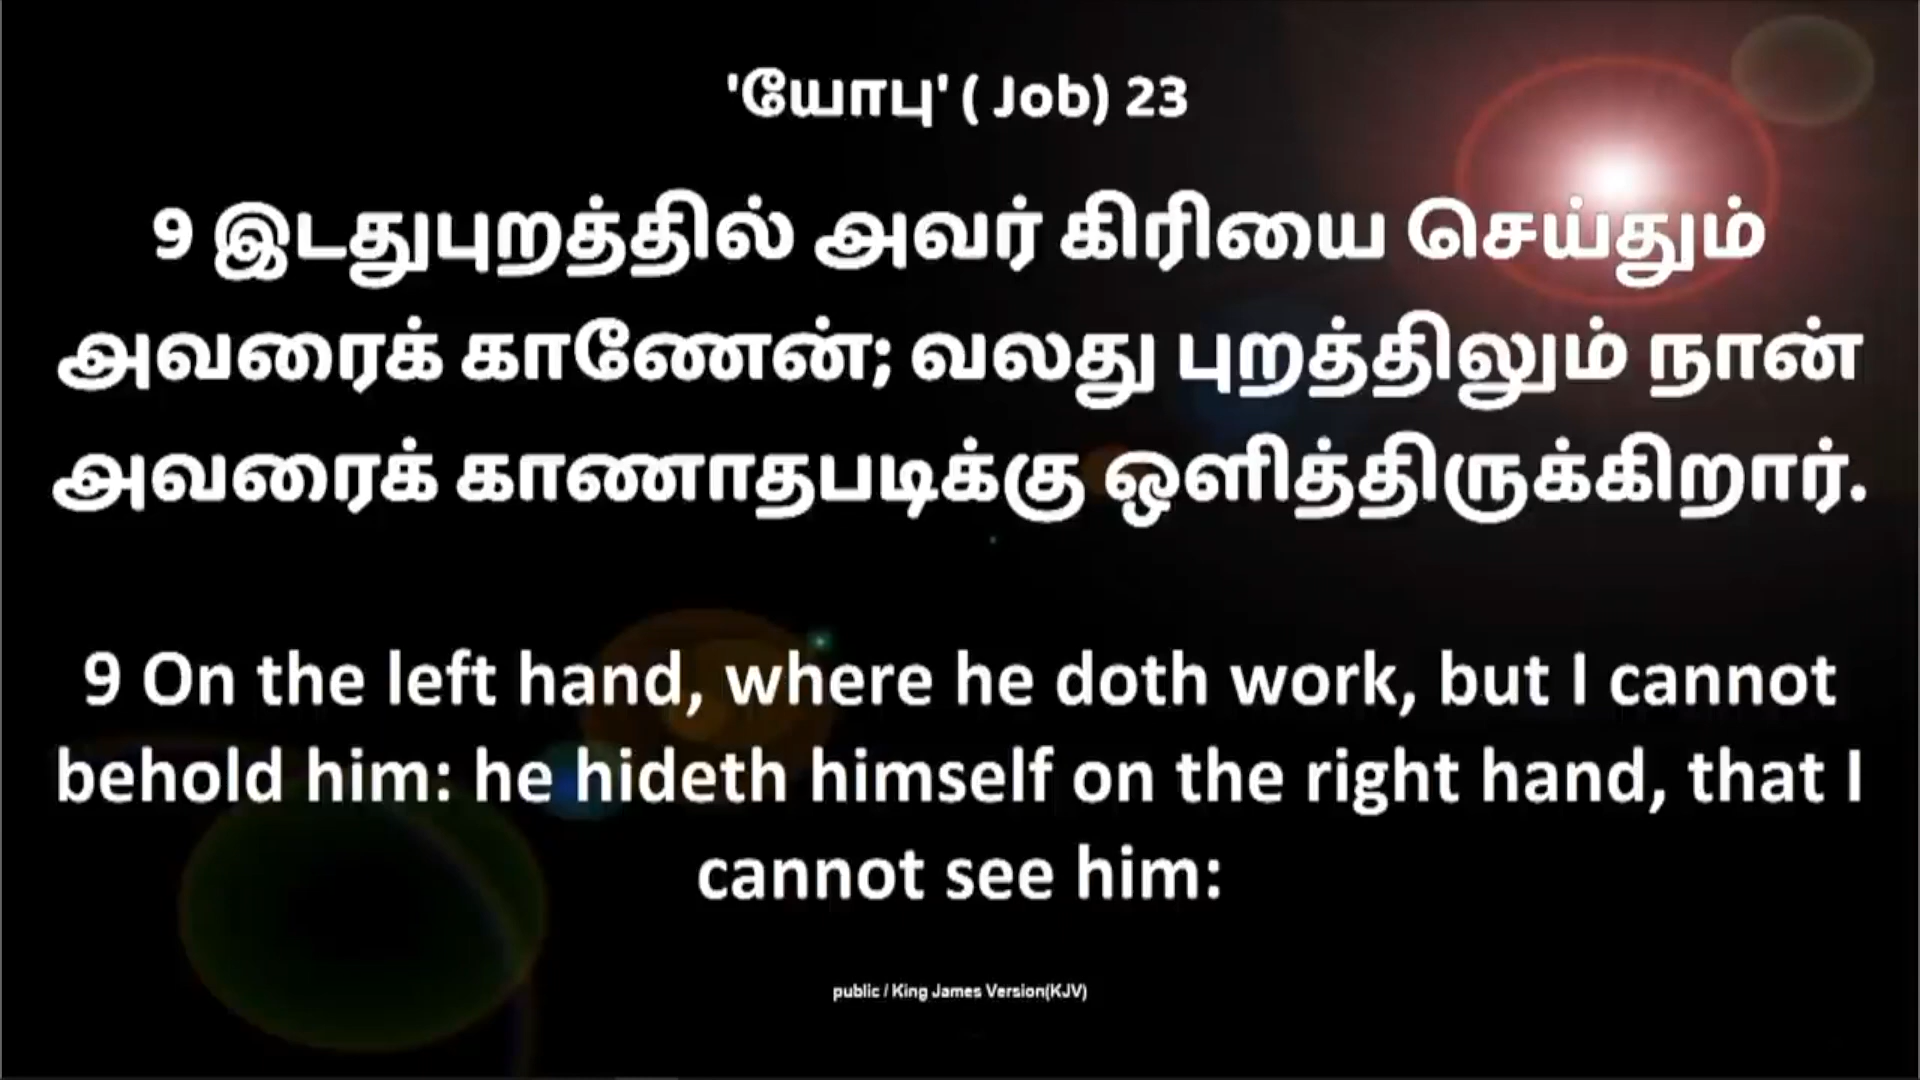 'யோபு' ( Job) 23
9 இடதுபுறத்தில் அவர் கிரியை செய்தும்
அவரைக் காணேன்; வலது புறத்திலும் நான்
அவரைக் காணாதபடிக்கு ஒளித்திருக்கிறார்.
9 On the left hand, where he doth work, but I cannot
behold him: he hideth himself on the right hand, that I
cannot see him:
public / King James Version(KJV)